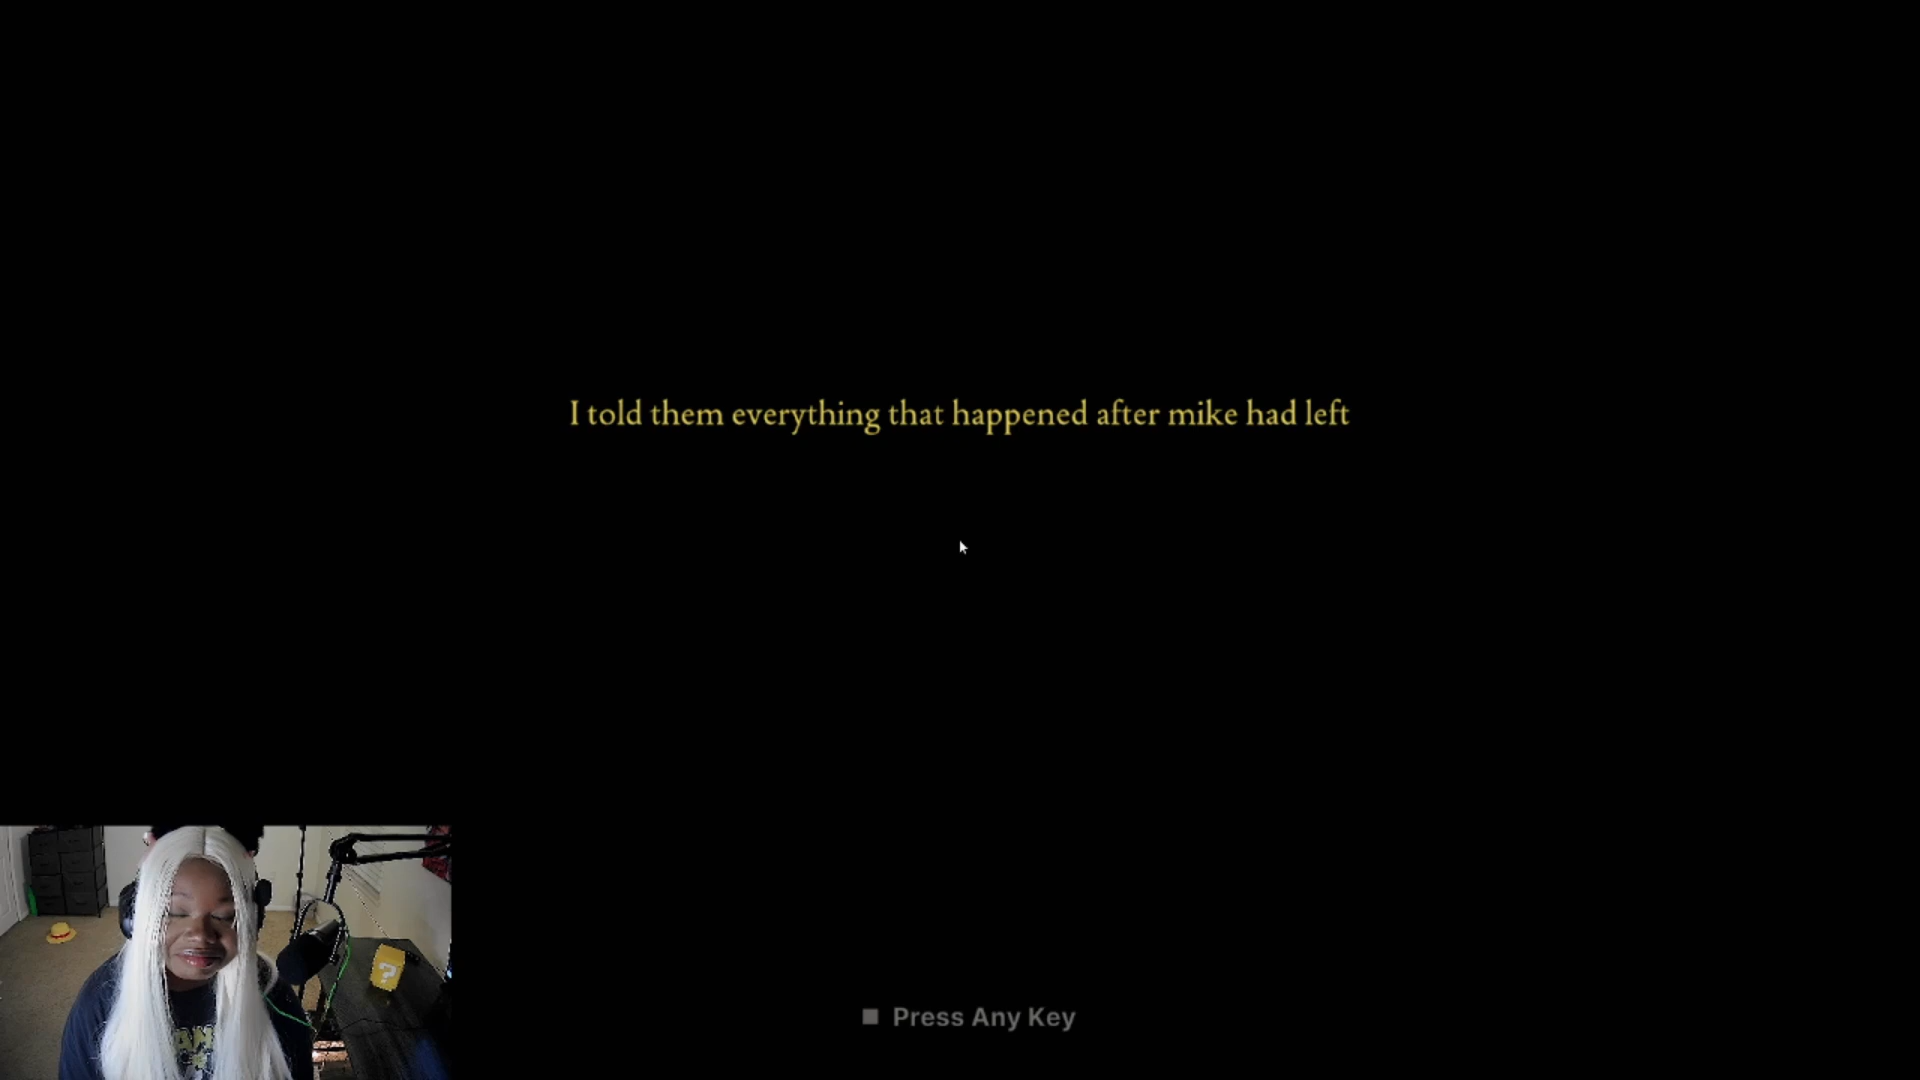 I told them everything that happened after mike had left
?
Press Any Key